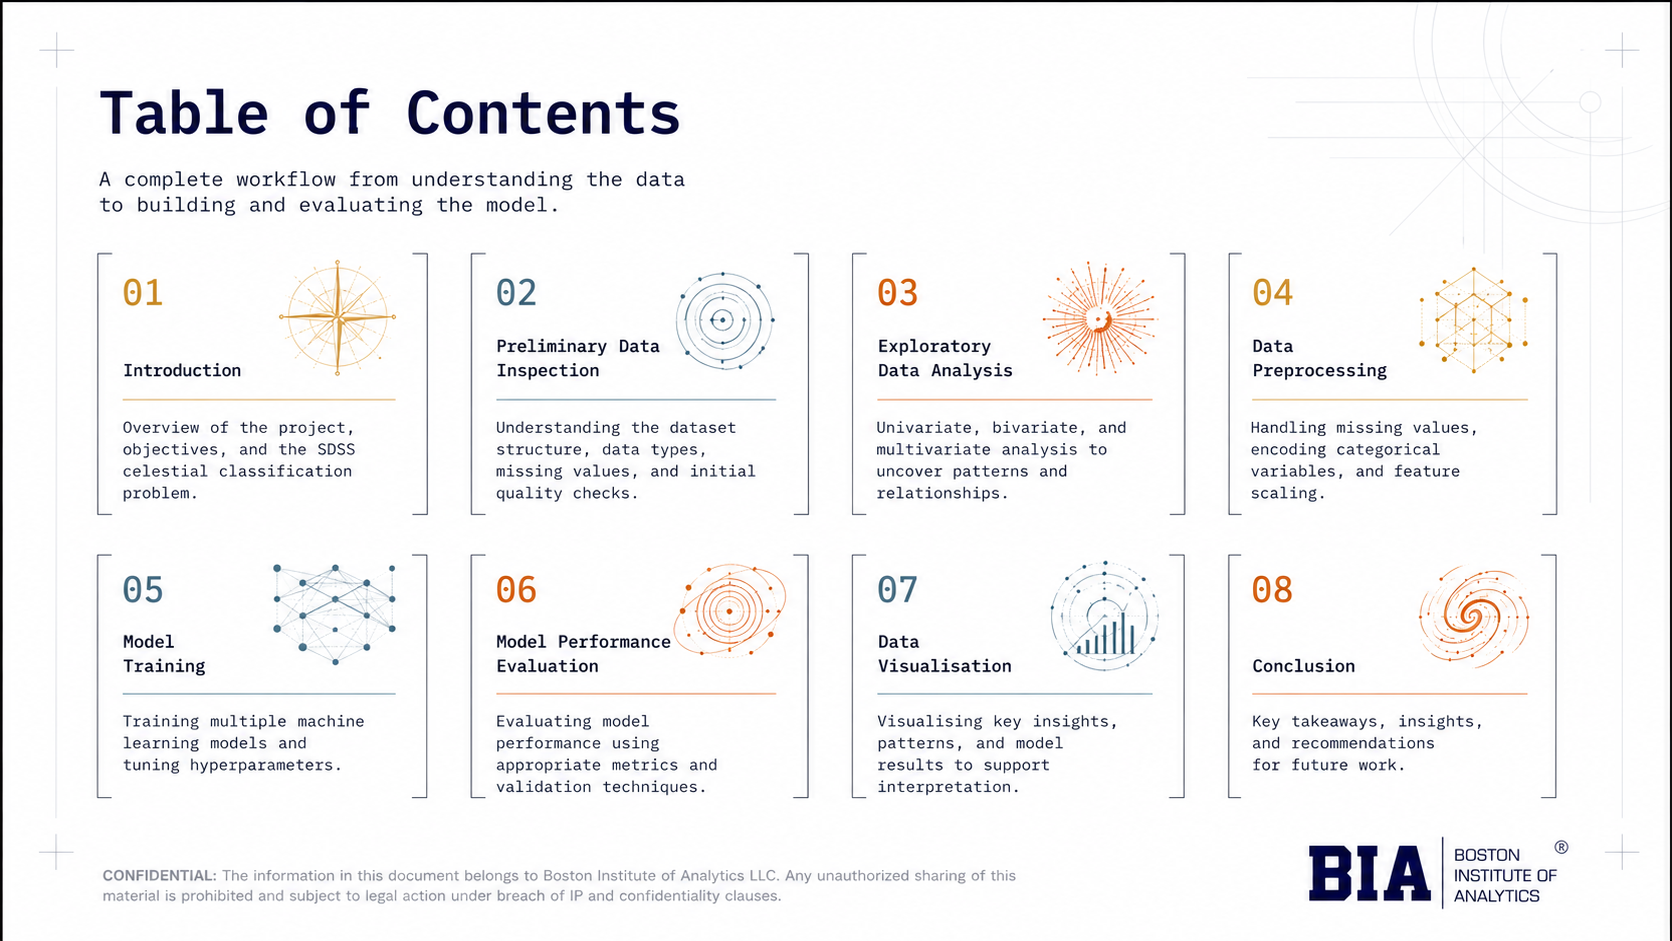 Table of Contents
A complete workflow from understanding the data
to building and evaluating the model.
01
Introduction
Overview of the project,
objectives, and the SDSS
celestial classification
problem.
02
Preliminary Data
Inspection
Understanding the dataset
structure, data types,
missing values, and initial
quality checks.
03
Exploratory
Data Analysis
Univariate, bivariate, and
multivariate analysis to
uncover patterns and
relationships.
04
Data
Preprocessing
Handling missing values,
encoding categorical
variables, and feature
scaling.
05
Model
Training
Training multiple machine
learning models and
tuning hyperparameters.
06
Model Performance
Evaluation
Evaluating model
performance using
appropriate metrics and
validation techniques.
07
Data
Visualisation
Visualising key insights,
patterns, and model
results to support
interpretation.
08
Conclusion
Key takeaways, insights,
and recommendations
for future work.
CONFIDENTIAL: The information in this document belongs to Boston Institute of Analytics LLC. Any unauthorized sharing of this
material is prohibited and subject to legal action under breach of IP and confidentiality clauses.
BIA
BOSTON ®
INSTITUTE OF
ANALYTICS